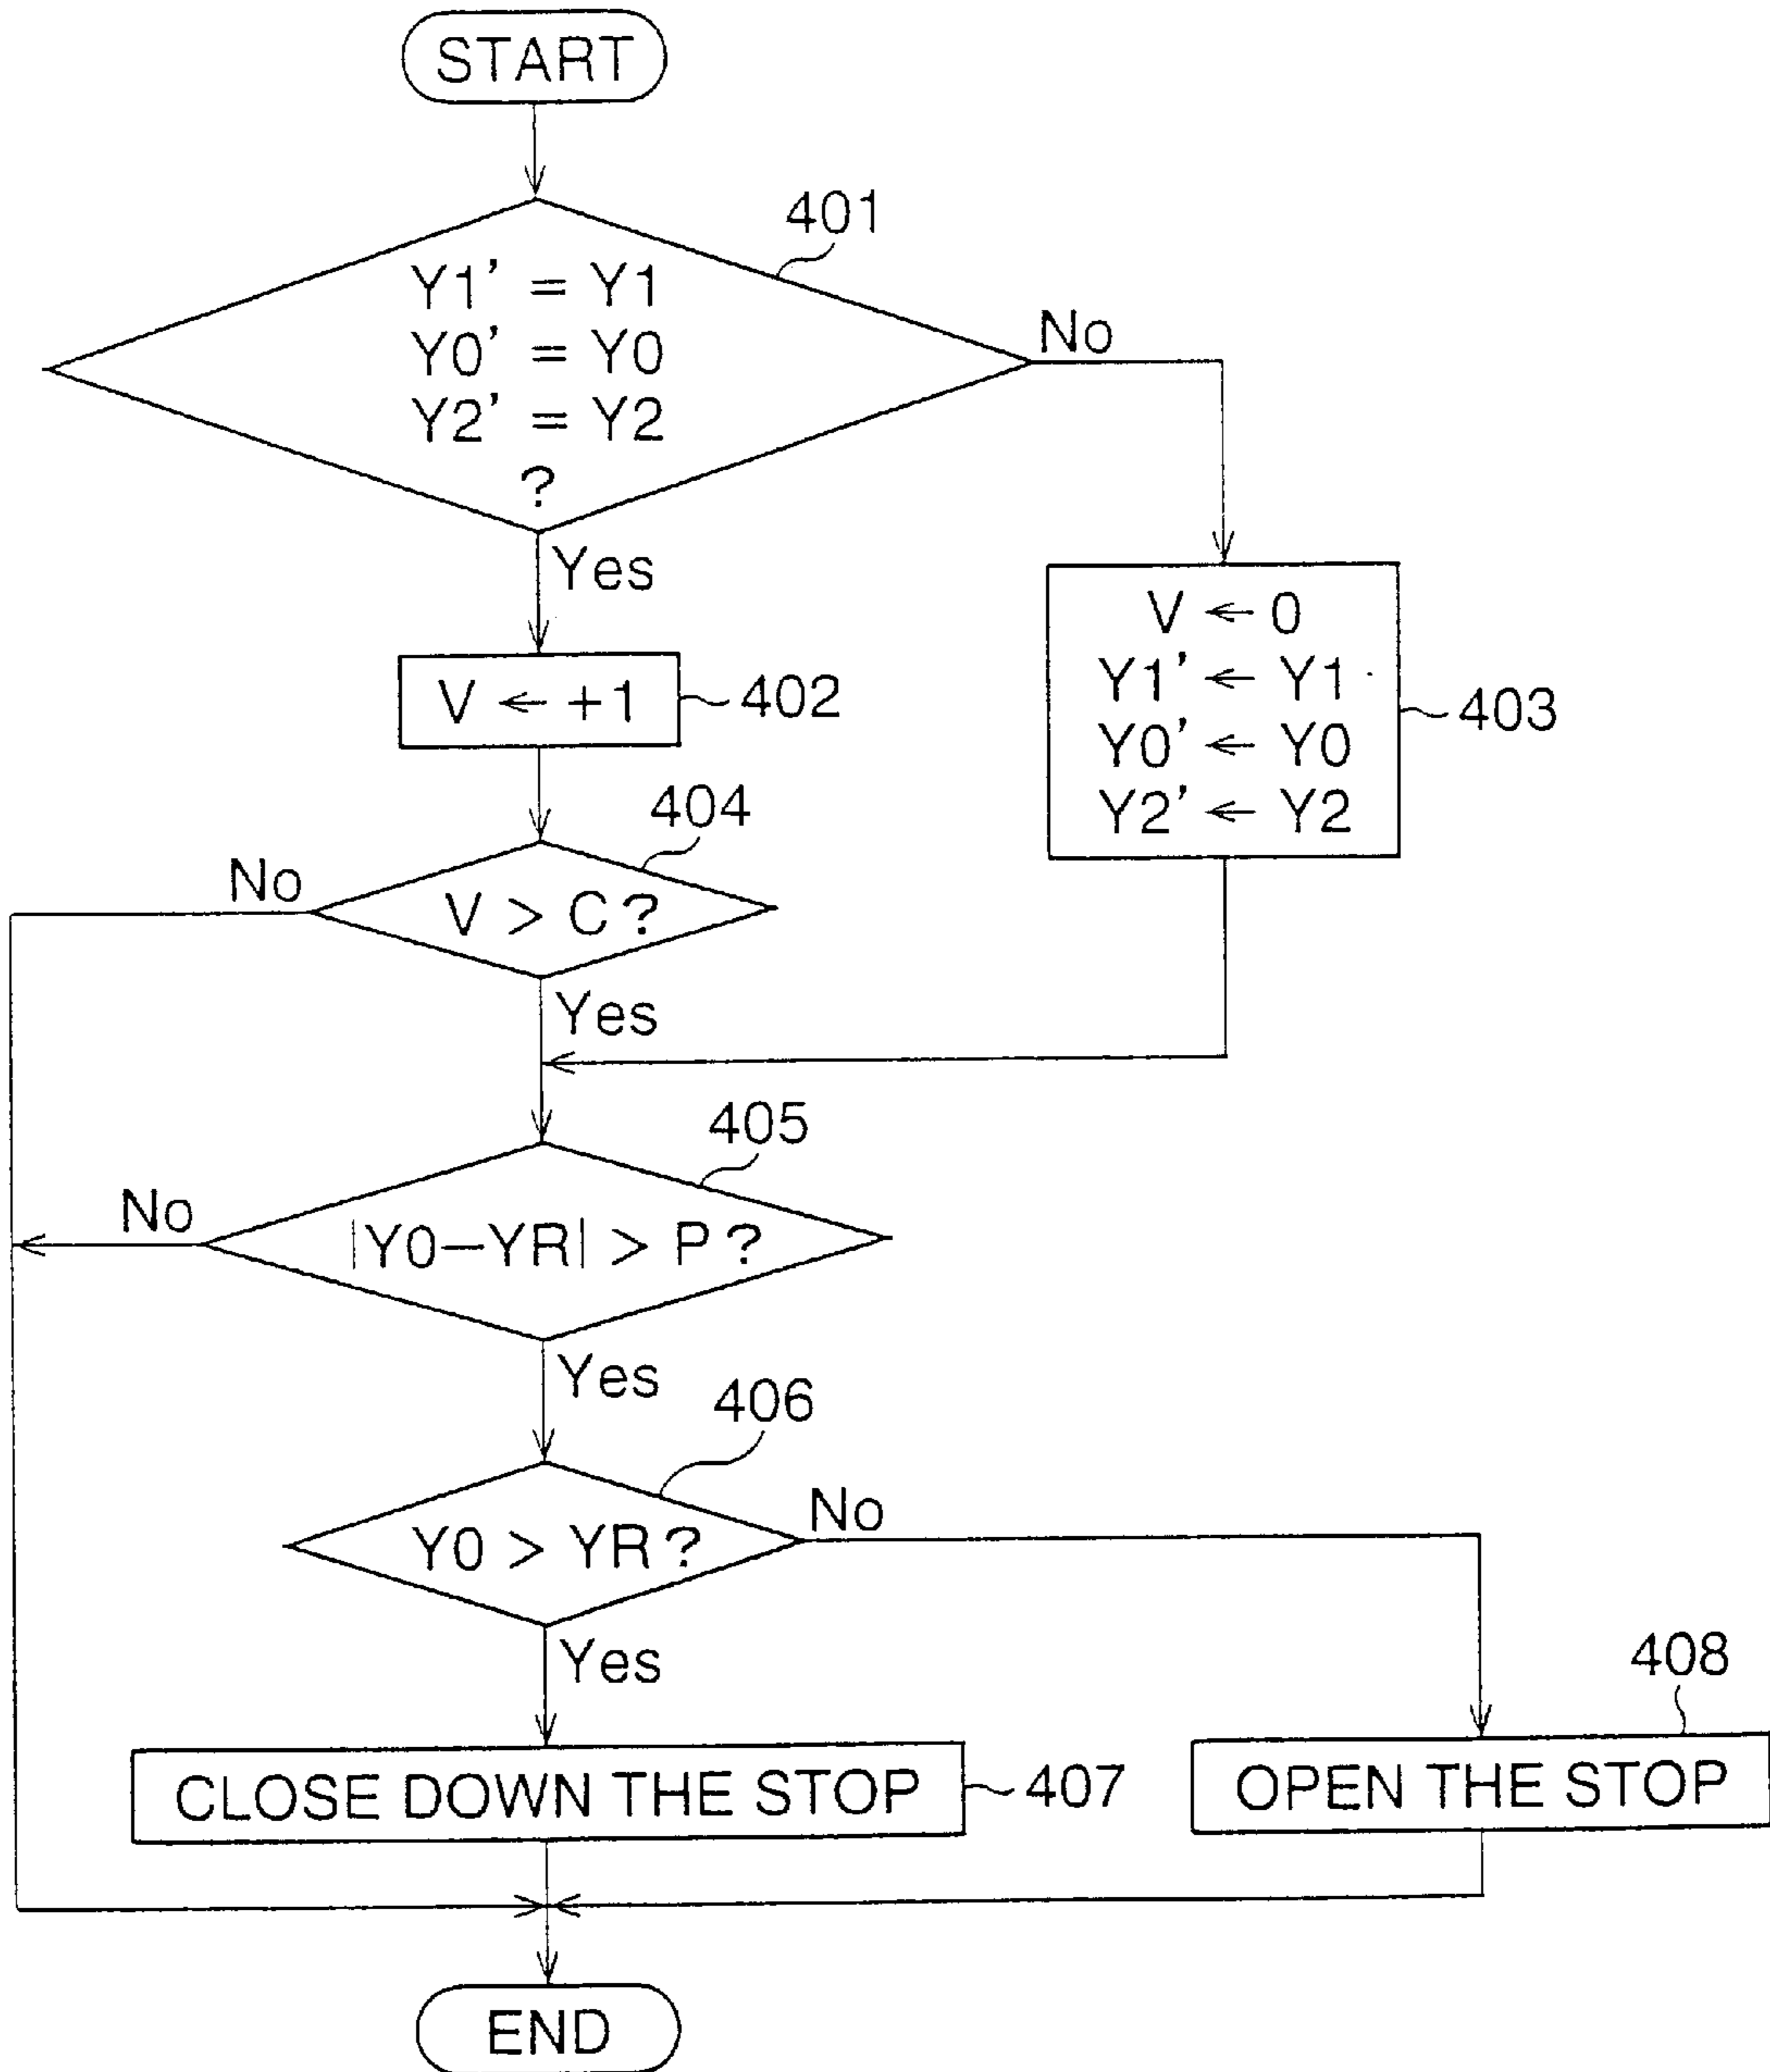 START
401
Y1' = Y1
Y0' = Y0
Y2' = Y2
?
No
Yes
V ← 0
Y1' ← Y1
Y0' ← Y0
Y2' ← Y2
403
V ← +1
402
404
No
V > C?
Yes
405
No
|Y0−YR| > P?
Yes
406
No
Y0 > YR?
Yes
408
CLOSE DOWN THE STOP
407
OPEN THE STOP
END